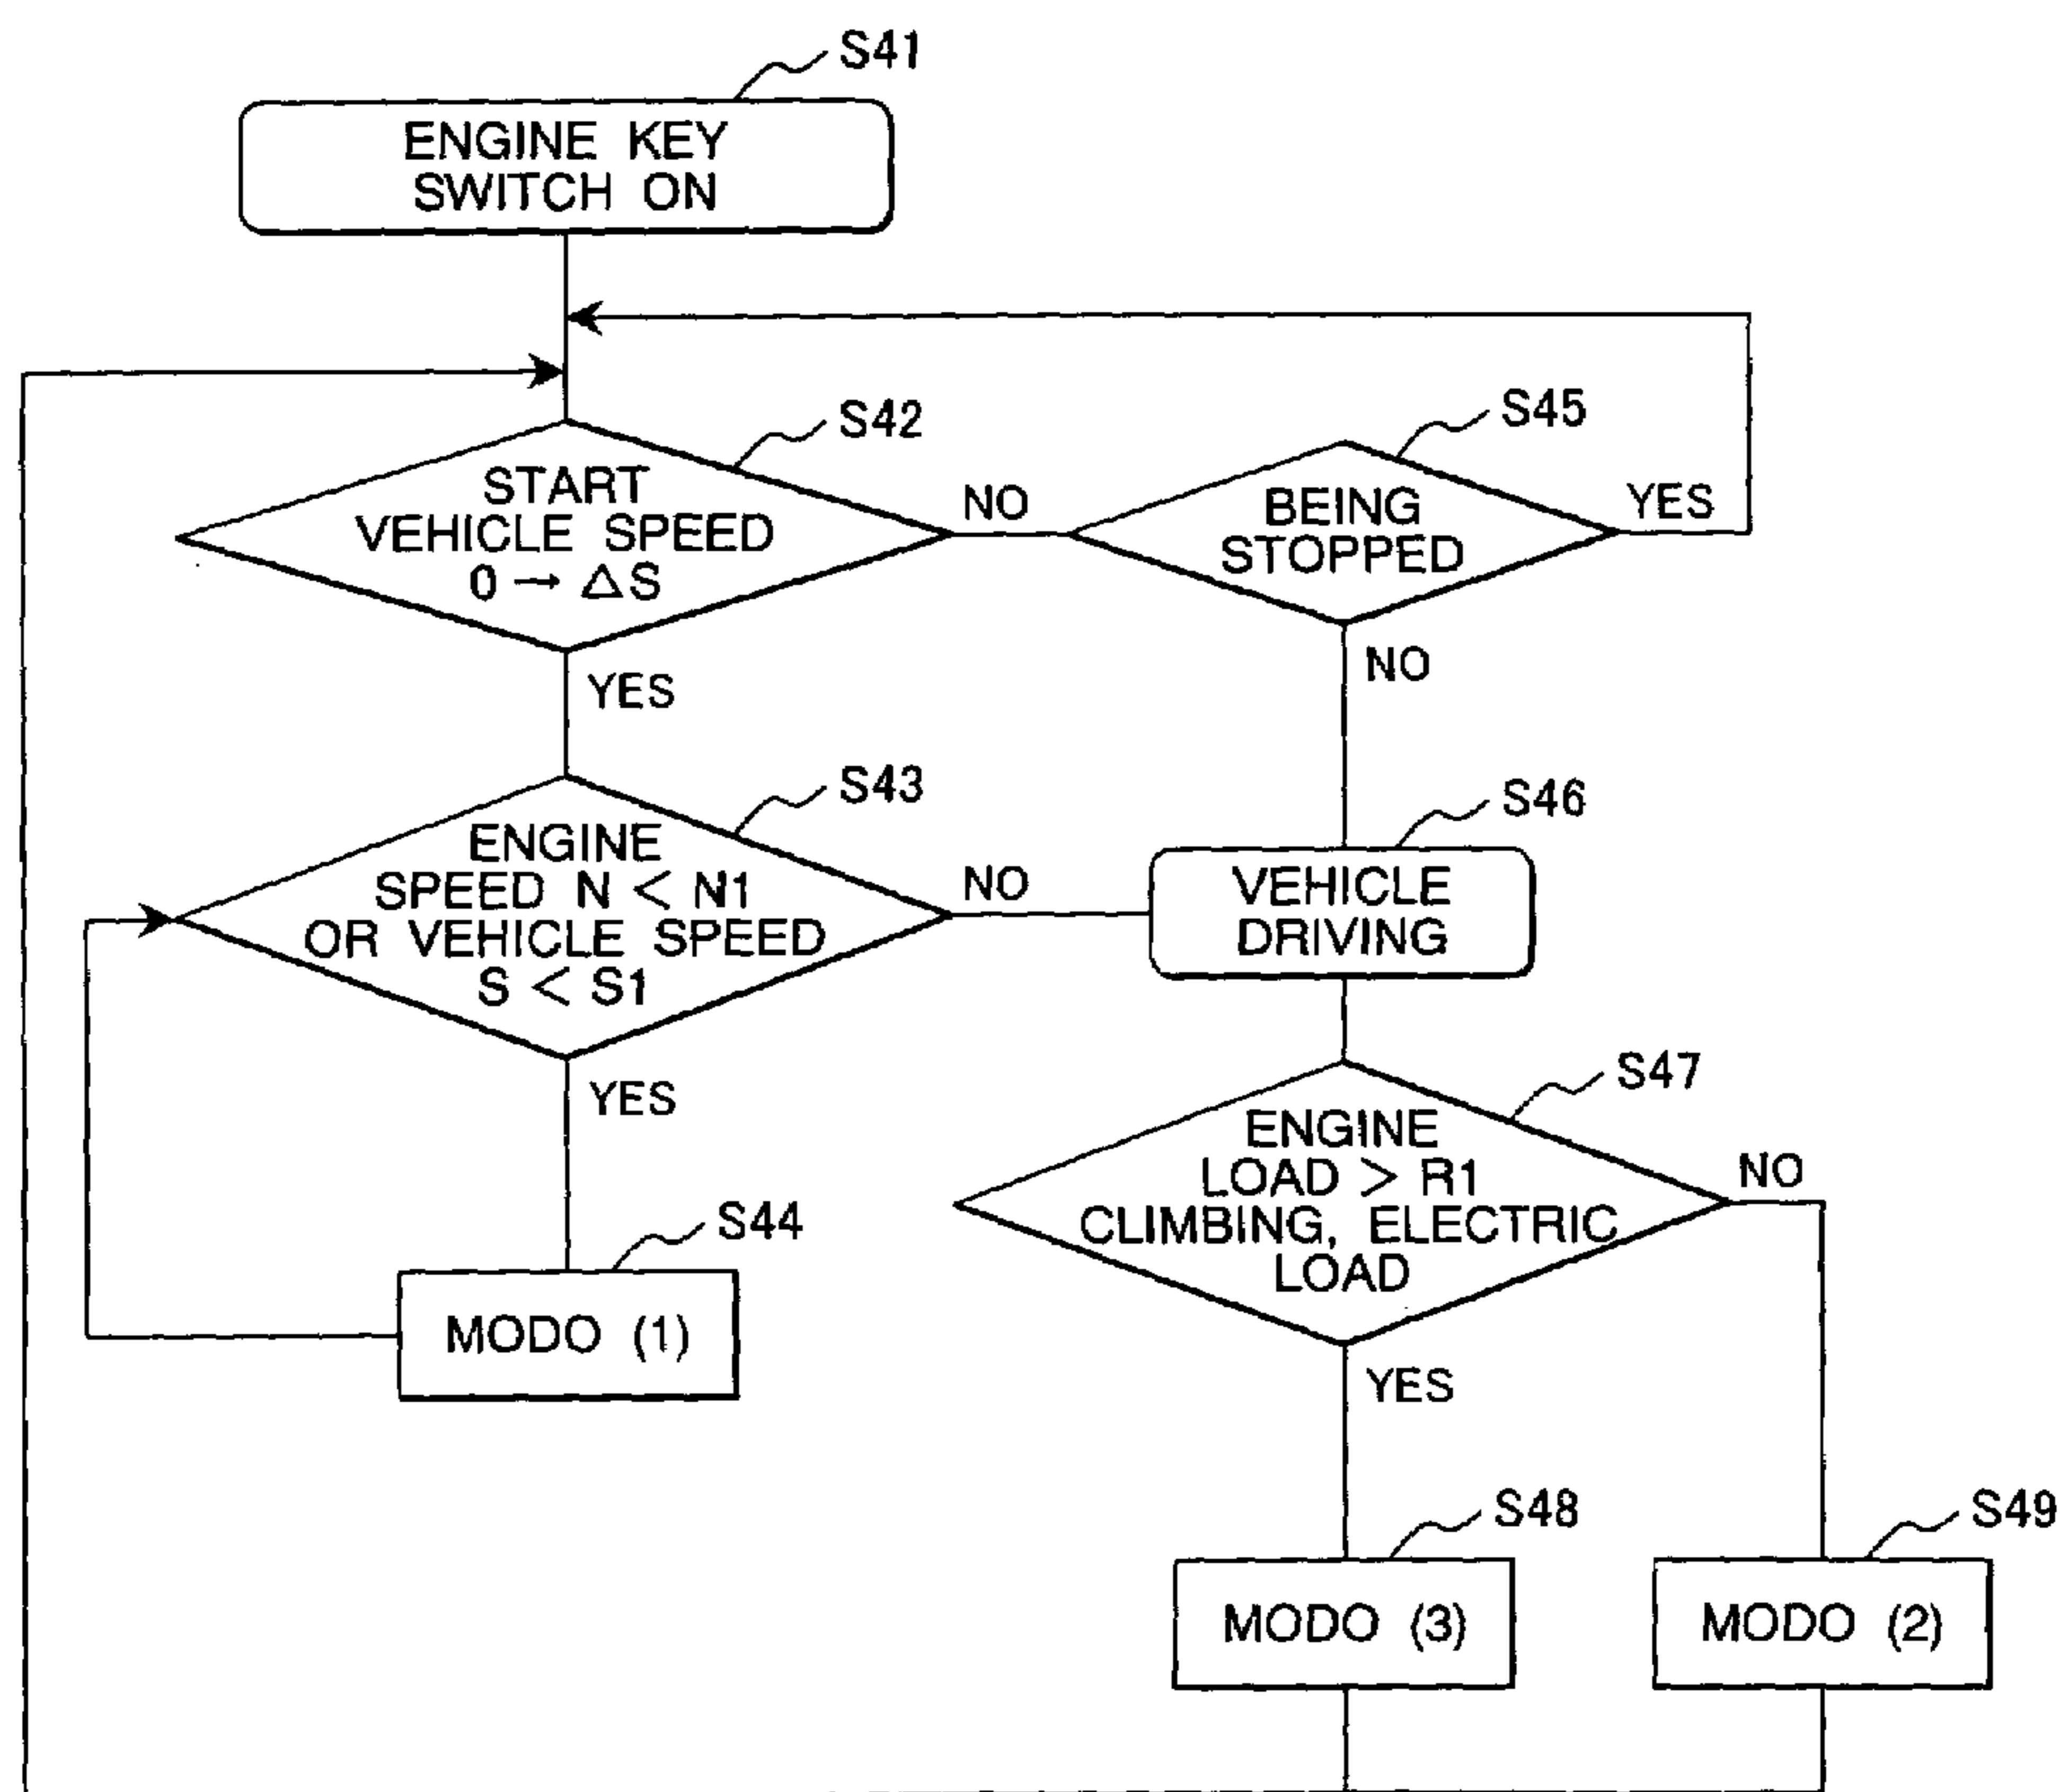 S41
ENGINE KEY
SWITCH ON
S42
START
VEHICLE SPEED
0 → △S
NO
YES
S45
BEING
STOPPED
YES
NO
S43
ENGINE
SPEED N < N1
OR VEHICLE SPEED
S < S1
NO
YES
S46
VEHICLE
DRIVING
S44
MODO (1)
S47
ENGINE
LOAD > R1
CLIMBING, ELECTRIC
LOAD
NO
YES
S48
MODO (3)
S49
MODO (2)